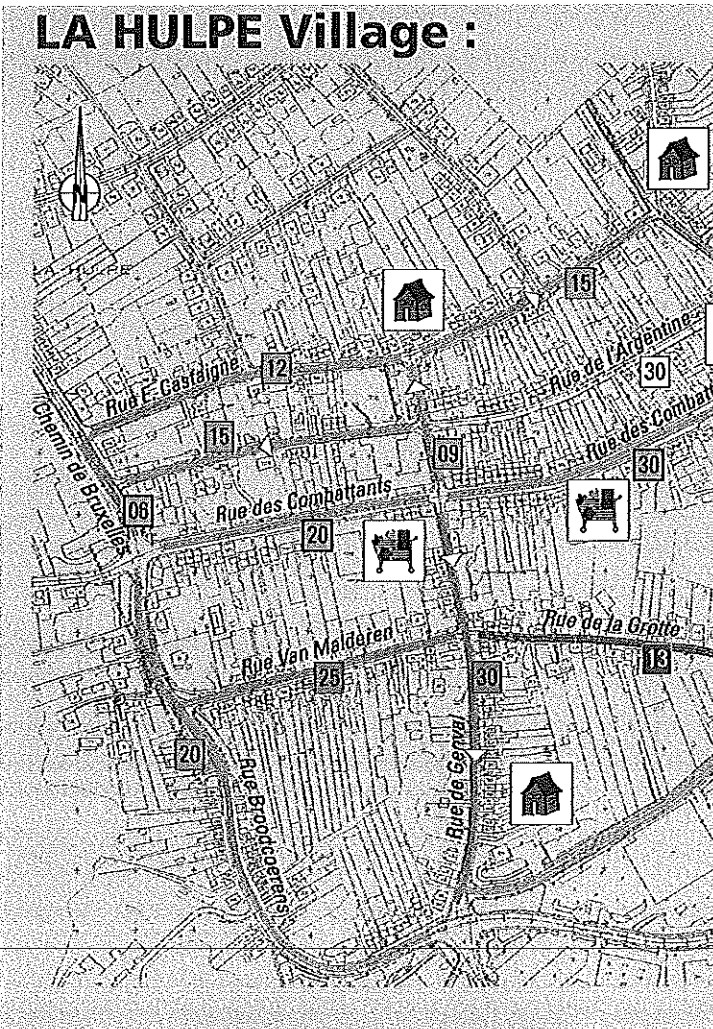 LA HULPE Village :
N
LA HULPE
15
Rue F. Gastaigne
12
Rue de l'Argentine
30
Chemin de Bruxelles
15
09
Rue des Combatt
30
06
Rue des Combattants
20
Rue de la Grotte
13
Rue Van Malderen
25
30
20
Rue Broodcoorens
Rue de Genval